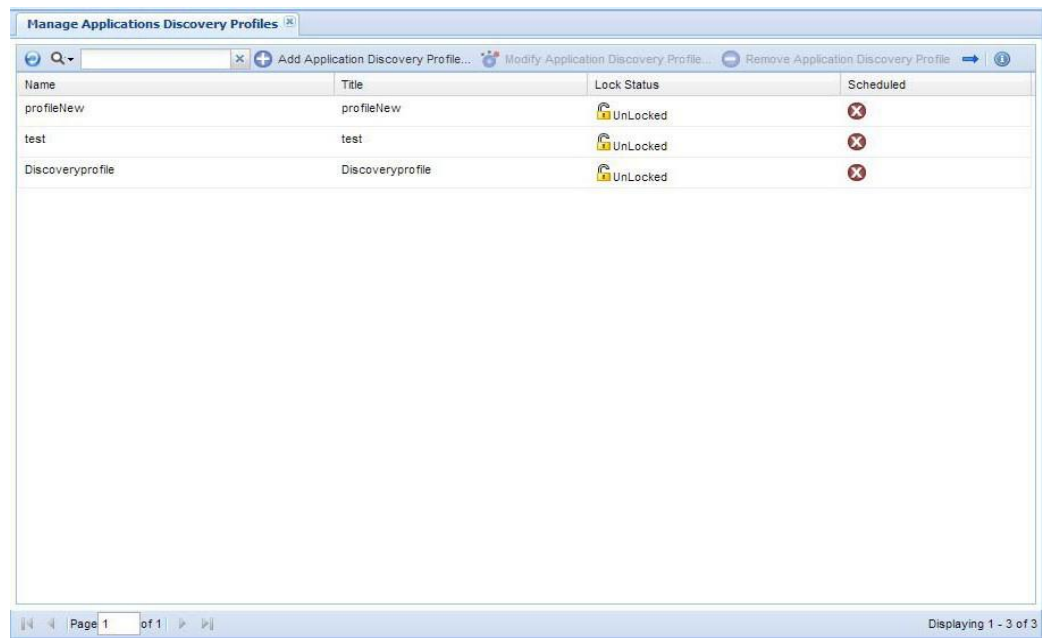 Manage Applications Discovery Profiles
Add Application Discovery Profile... Modify Application Discovery Profile... Remove Application Discovery Profile
Name Title Lock Status Scheduled
profileNew profileNew UnLocked
test test UnLocked
Discoveryprofile Discoveryprofile UnLocked
Page 1 of 1 Displaying 1 - 3 of 3